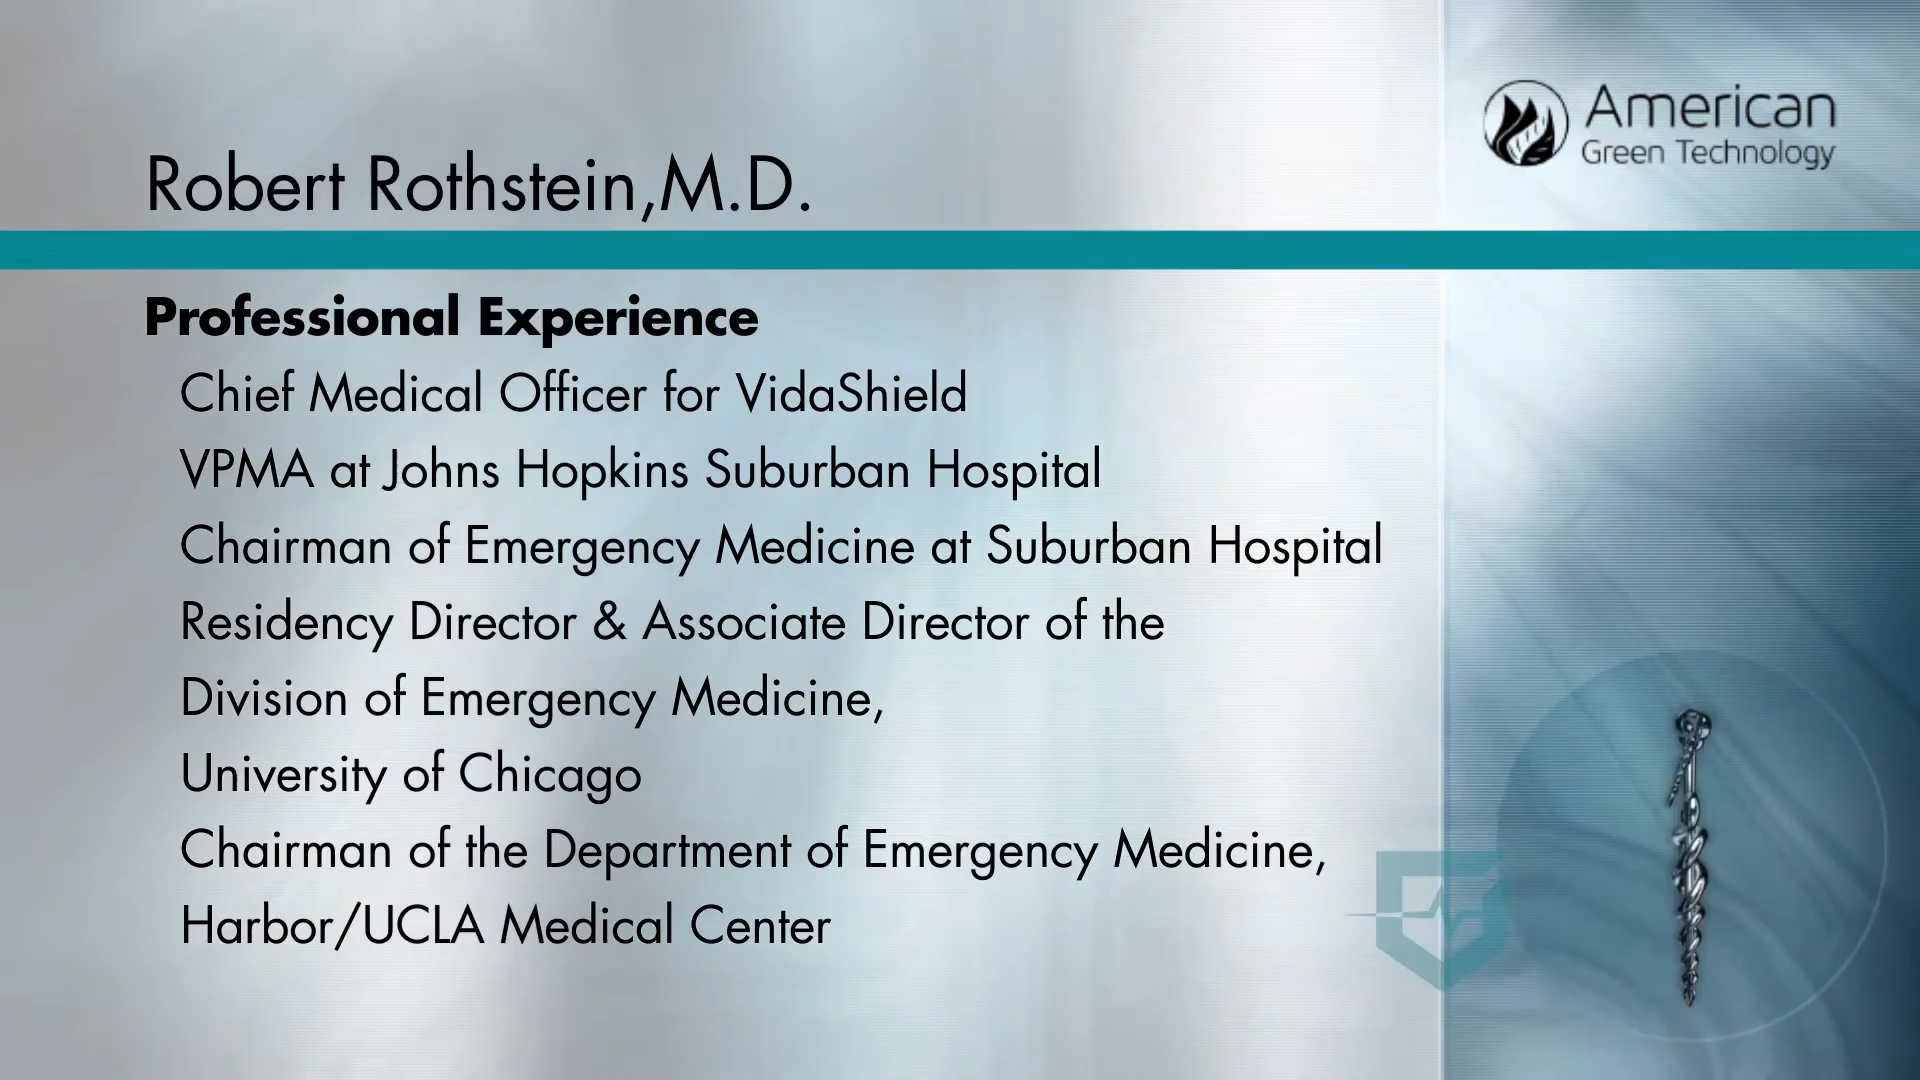 American
Green Technology
Robert Rothstein,M.D.
Professional Experience
Chief Medical Officer for VidaShield
VPMA at Johns Hopkins Suburban Hospital
Chairman of Emergency Medicine at Suburban Hospital
Residency Director & Associate Director of the
Division of Emergency Medicine,
University of Chicago
Chairman of the Department of Emergency Medicine,
Harbor/UCLA Medical Center